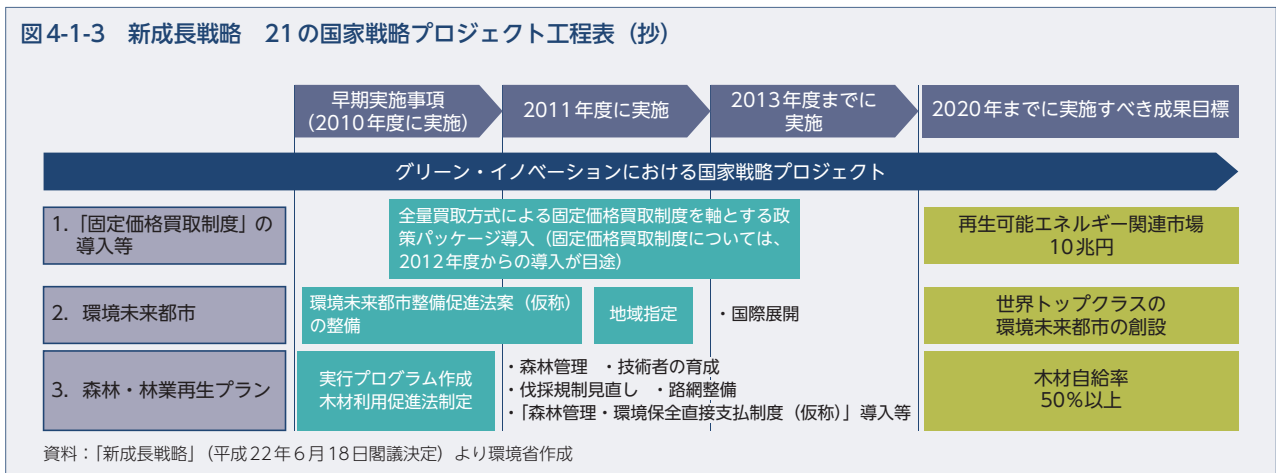 図4-1-3 新成長戦略 21の国家戦略プロジェクト工程表（抄）
早期実施事項
（2010年度に実施）
2011年度に実施
2013年度までに
実施
2020年までに実施すべき成果目標
グリーン・イノベーションにおける国家戦略プロジェクト
1．「固定価格買取制度」の
導入等
全量買取方式による固定価格買取制度を軸とする政
策パッケージ導入（固定価格買取制度については、
2012年度からの導入が目途）
再生可能エネルギー関連市場
10兆円
2．環境未来都市
環境未来都市整備促進法案（仮称）
の整備
地域指定
・国際展開
世界トップクラスの
環境未来都市の創設
3．森林・林業再生プラン
実行プログラム作成
木材利用促進法制定
・森林管理 ・技術者の育成
・伐採規制見直し ・路網整備
・「森林管理・環境保全直接支払制度（仮称）」導入等
木材自給率
50％以上
資料：「新成長戦略」（平成22年6月18日閣議決定）より環境省作成